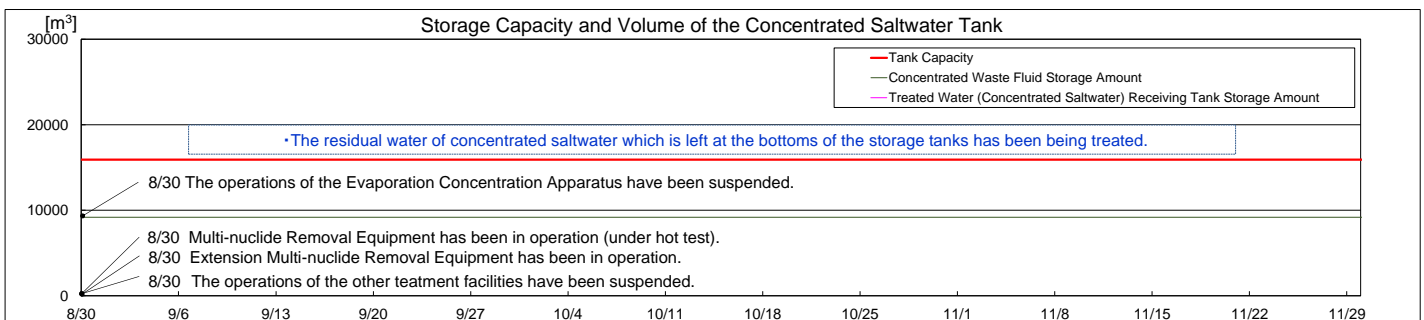 Storage Capacity and Volume of the Concentrated Saltwater Tank
[m³]
30000
20000
10000
0
Tank Capacity
Concentrated Waste Fluid Storage Amount
Treated Water (Concentrated Saltwater) Receiving Tank Storage Amount
・The residual water of concentrated saltwater which is left at the bottoms of the storage tanks has been being treated.
8/30 The operations of the Evaporation Concentration Apparatus have been suspended.
8/30 Multi-nuclide Removal Equipment has been in operation (under hot test).
8/30 Extension Multi-nuclide Removal Equipment has been in operation.
8/30 The operations of the other teatment facilities have been suspended.
8/30 9/6 9/13 9/20 9/27 10/4 10/11 10/18 10/25 11/1 11/8 11/15 11/22 11/29